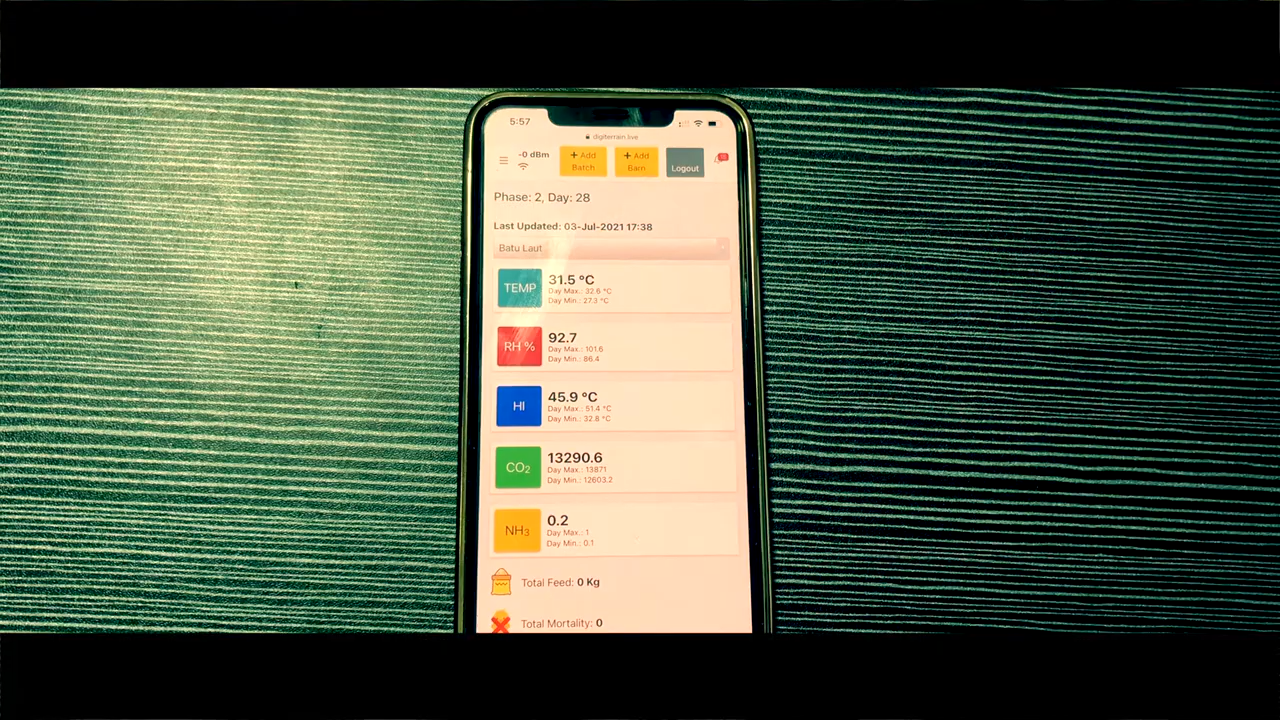 5:57
digiterrain.live
-0 dBm
+ Add Batch
+ Add Barn
Logout
Phase: 2, Day: 28
Last Updated: 03-Jul-2021 17:38
Batu Laut
TEMP
31.5 °C
Day Max.: 32.6 °C
Day Min.: 27.3 °C
RH %
92.7
Day Max.: 101.6
Day Min.: 86.4
HI
45.9 °C
Day Max.: 51.4 °C
Day Min.: 32.8 °C
CO₂
13290.6
Day Max.: 13871
Day Min.: 12603.2
NH₃
0.2
Day Max.: 1
Day Min.: 0.1
Total Feed: 0 Kg
Total Mortality: 0